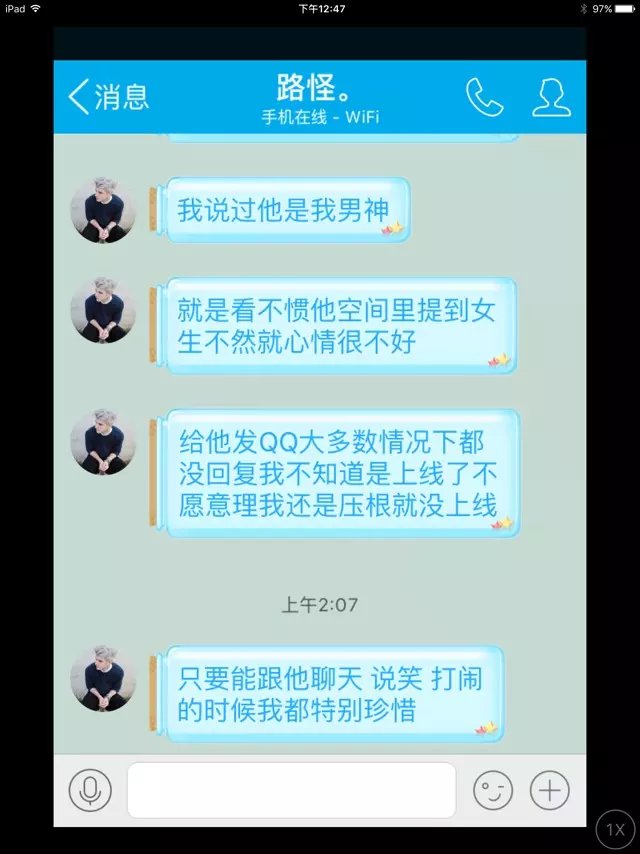 iPad 下午12:47 97%
消息 路怪。
手机在线 - WiFi
我说过他是我男神
就是看不惯他空间里提到女
生不然就心情很不好
给他发QQ大多数情况下都
没回复我不知道是上线了不
愿意理我还是压根就没上线
上午2:07
只要能跟他聊天 说笑 打闹
的时候我都特别珍惜
1X